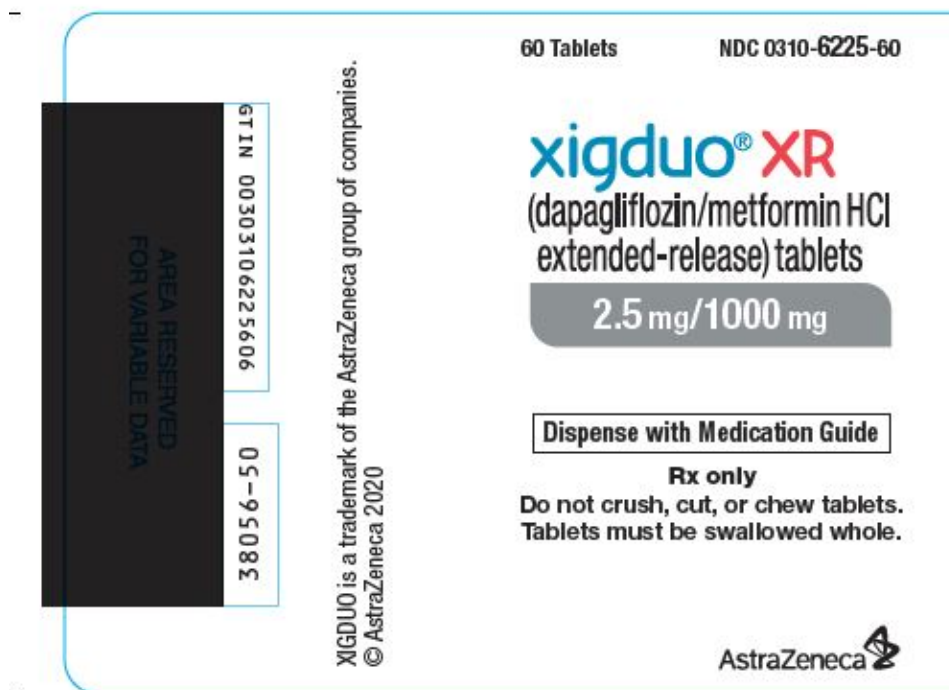 60 Tablets
NDC 0310-6225-60
xigduo® XR
(dapagliflozin/metformin HCl
extended-release) tablets
2.5 mg/1000 mg
Dispense with Medication Guide
Rx only
Do not crush, cut, or chew tablets.
Tablets must be swallowed whole.
AstraZeneca
XIGDUO is a trademark of the AstraZeneca group of companies.
© AstraZeneca 2020
GTIN 00303106225606
38056-50
AREA RESERVED
FOR VARIABLE DATA